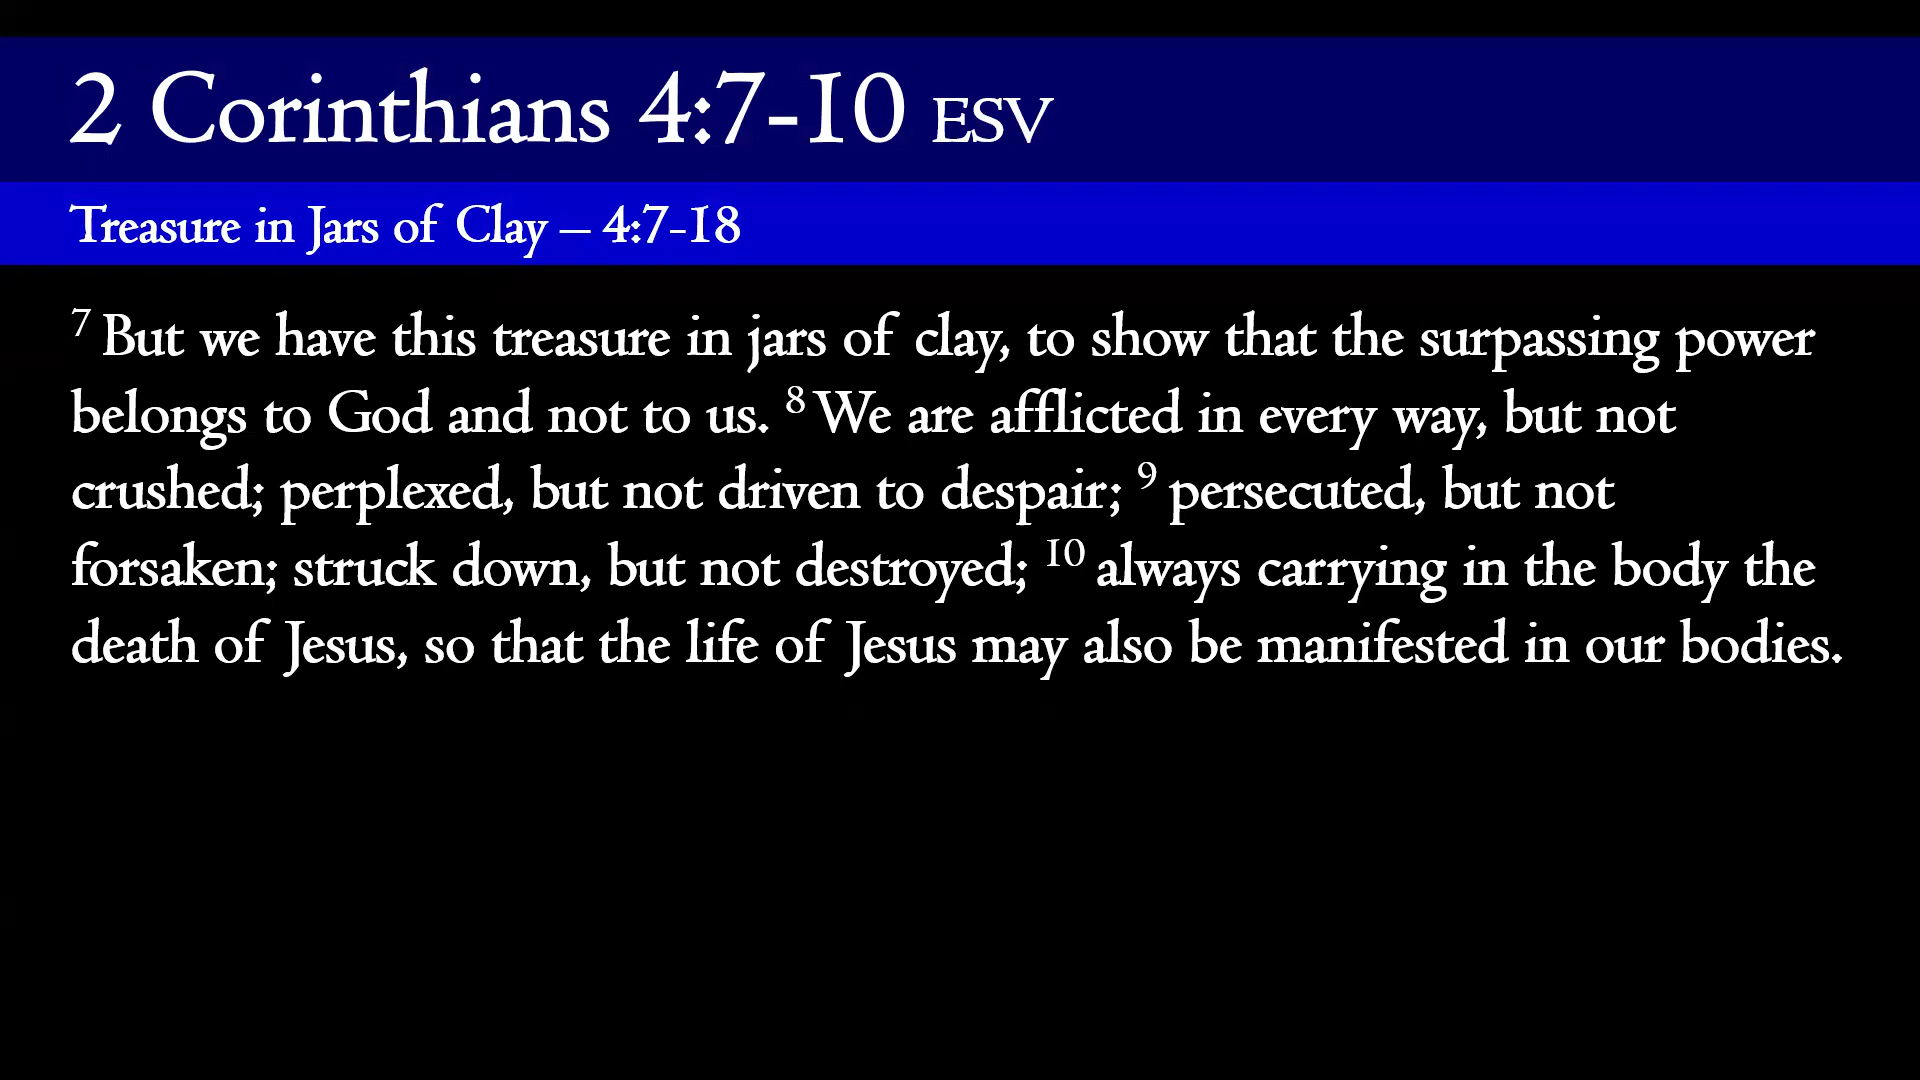 2 Corinthians 4:7-10 ESV
Treasure in Jars of Clay – 4:7-18
7 But we have this treasure in jars of clay, to show that the surpassing power
belongs to God and not to us. 8 We are afflicted in every way, but not
crushed; perplexed, but not driven to despair; 9 persecuted, but not
forsaken; struck down, but not destroyed; 10 always carrying in the body the
death of Jesus, so that the life of Jesus may also be manifested in our bodies.